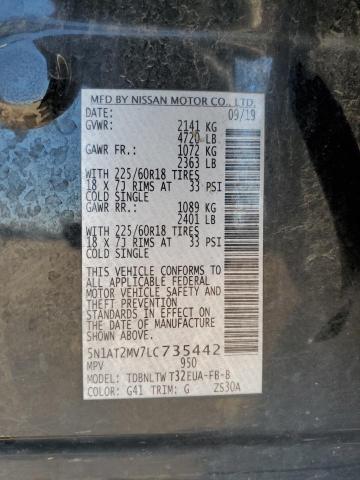 MFD BY NISSAN MOTOR CO., LTD.
DATE: 09/19
GVWR: 2141 KG
4720 LB
GAWR FR.: 1072 KG
2363 LB
WITH 225/60R18 TIRES
18 X 7J RIMS AT 33 PSI
COLD SINGLE
GAWR RR.: 1089 KG
2401 LB
WITH 225/60R18 TIRES
18 X 7J RIMS AT 33 PSI
COLD SINGLE
THIS VEHICLE CONFORMS TO
ALL APPLICABLE FEDERAL
MOTOR VEHICLE SAFETY
AND THEFT PREVENTION
STANDARDS IN EFFECT ON
THE DATE OF MANUFACTURE
SHOWN ABOVE.
5N1AT2MV7LC735442
MPV 950
MODEL: TDBNLTW T32EUA-FB-B
COLOR: G41 TRIM: G ZS30A